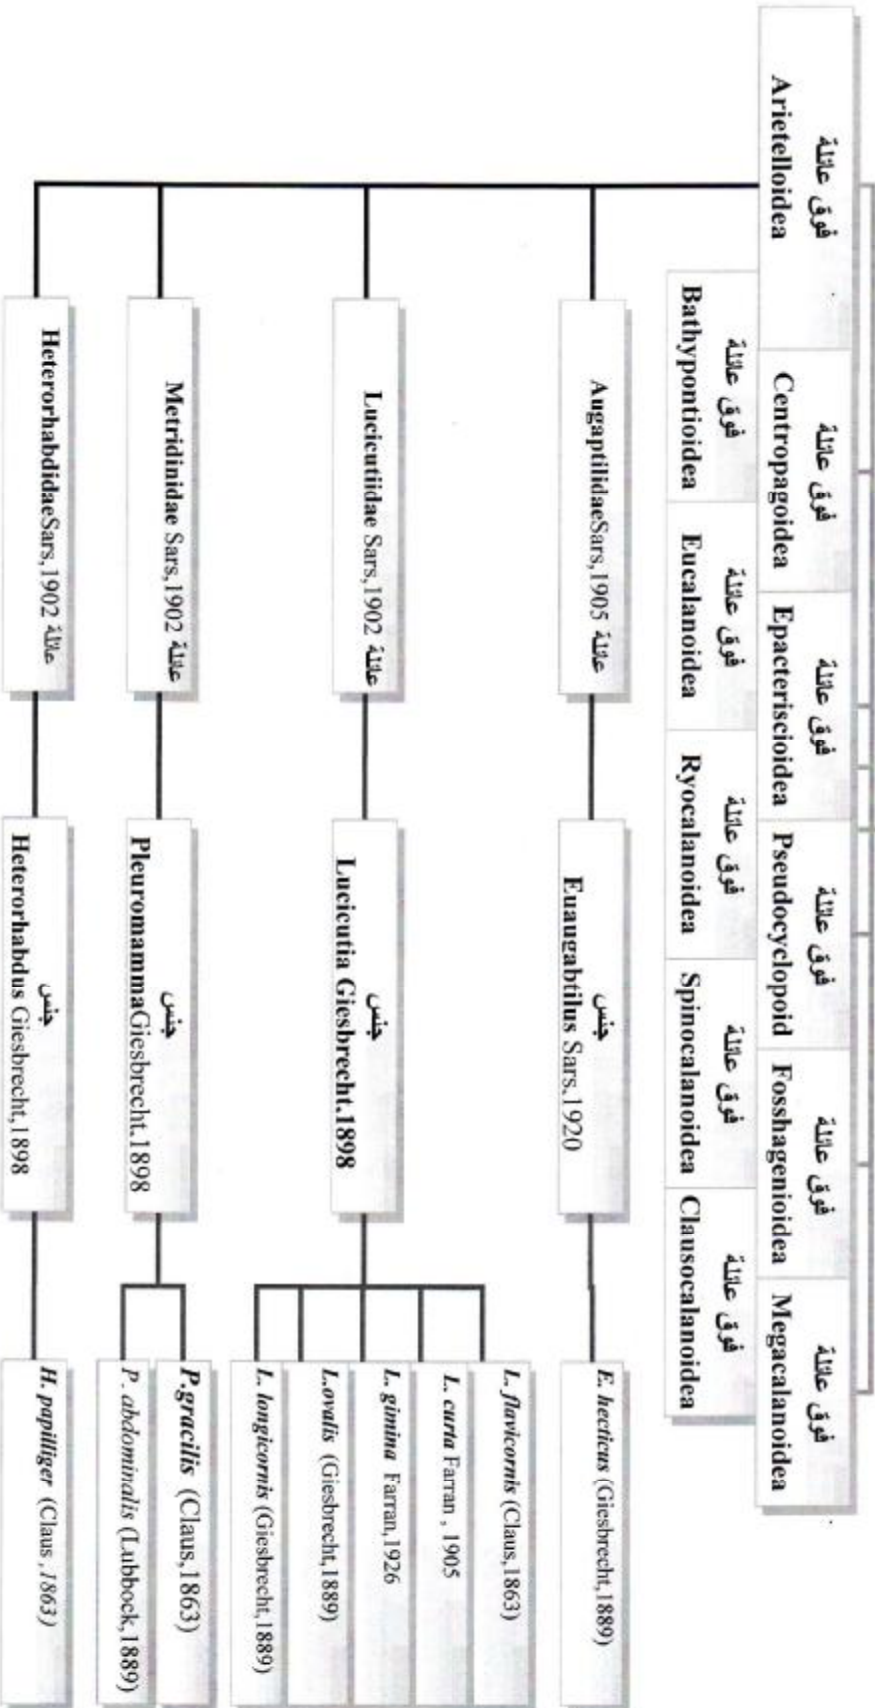 فوق عائلة
Arietelloidea
فوق عائلة
Centropagoidea
فوق عائلة
Epacteriscioidea
فوق عائلة
Pseudocyclopoid
فوق عائلة
Fosshagenioidea
فوق عائلة
Megacalanoidea
فوق عائلة
Bathypontioidea
فوق عائلة
Eucalanoidea
فوق عائلة
Ryocalanoidea
فوق عائلة
Spinocalanoidea
فوق عائلة
Clausocalanoidea
عائلة AugaptilidaeSars,1905
جنس
Euaugabtilus Sars.1920
E. hecticus (Giesbrecht,1889)
عائلة Lucicutiidae Sars,1902
جنس
Lucicutia Giesbrecht.1898
L. flavicornis (Claus,1863)
L. curta Farran , 1905
L. gimina Farran,1926
L.ovalis (Giesbrecht,1889)
L. longicornis (Giesbrecht,1889)
عائلة Metridinidae Sars,1902
جنس
PleuromammaGiesbrecht.1898
P.gracilis (Claus,1863)
P. abdominalis (Lubbock,1889)
عائلة HeterorhabdidaeSars,1902
جنس
Heterorhabdus Giesbrecht,1898
H. papilliger (Claus ,1863)